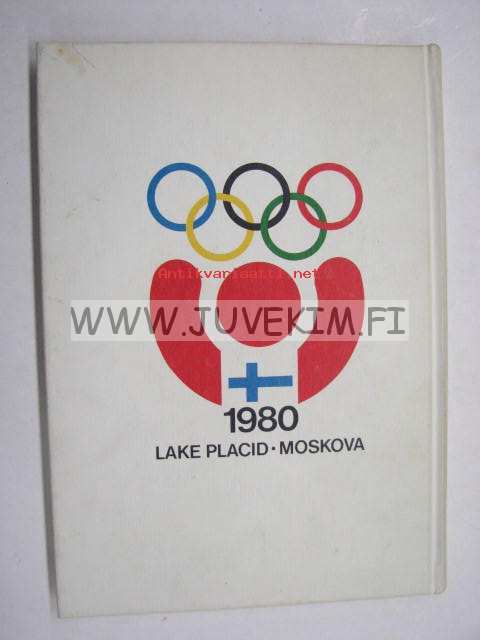 Antikvariaatti.net
WWW.JUVEKIM.FI
1980
LAKE PLACID · MOSKOVA